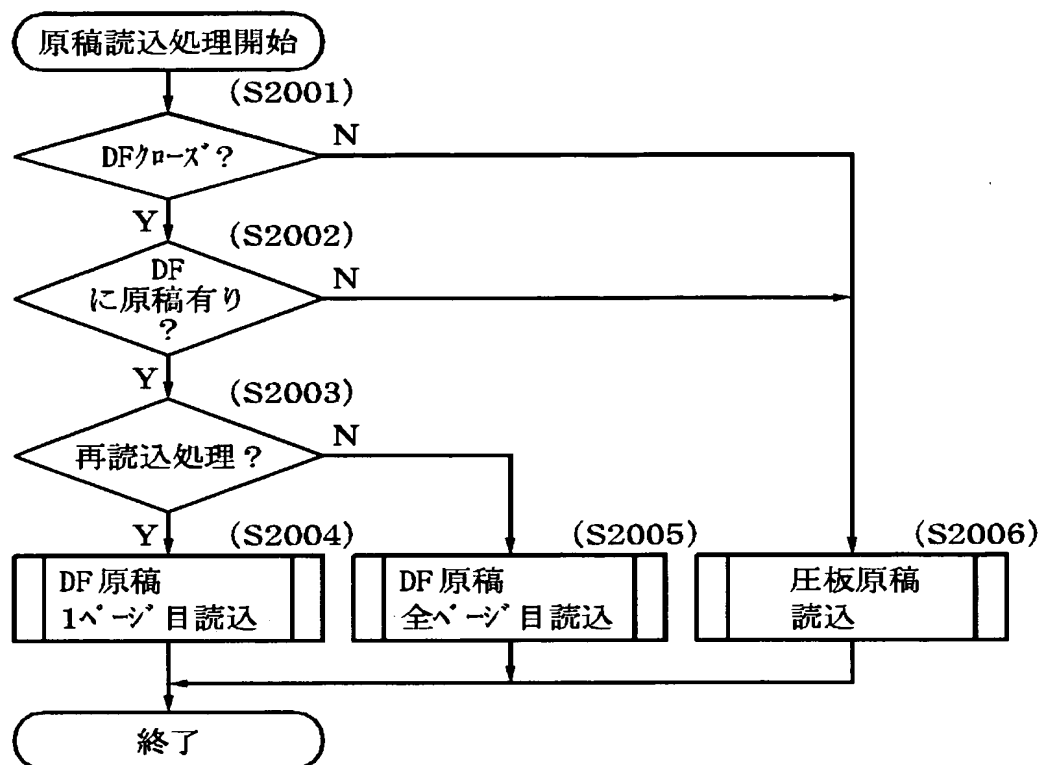 原稿読込処理開始
(S2001)
DFｸﾛｰｽﾞ?
N
Y
(S2002)
DF
に原稿有り
?
N
Y
(S2003)
再読込処理?
N
Y
(S2004)
DF原稿
1ﾍﾟｰｼﾞ目読込
(S2005)
DF原稿
全ﾍﾟｰｼﾞ目読込
(S2006)
圧板原稿
読込
終了